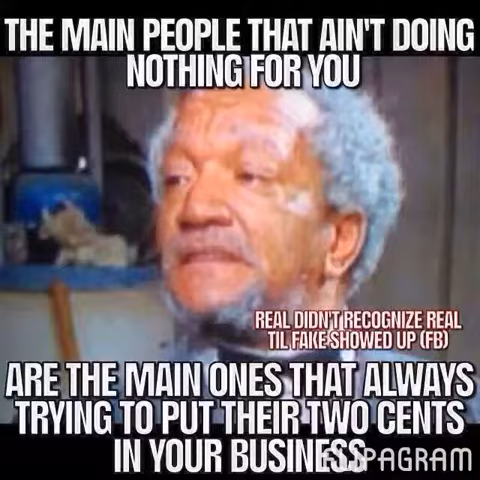 THE MAIN PEOPLE THAT AIN'T DOING
NOTHING FOR YOU
REAL DIDN'T RECOGNIZE REAL
TIL FAKE SHOWED UP (FB)
ARE THE MAIN ONES THAT ALWAYS
TRYING TO PUT THEIR TWO CENTS
IN YOUR BUSINESS
FLIPAGRAM